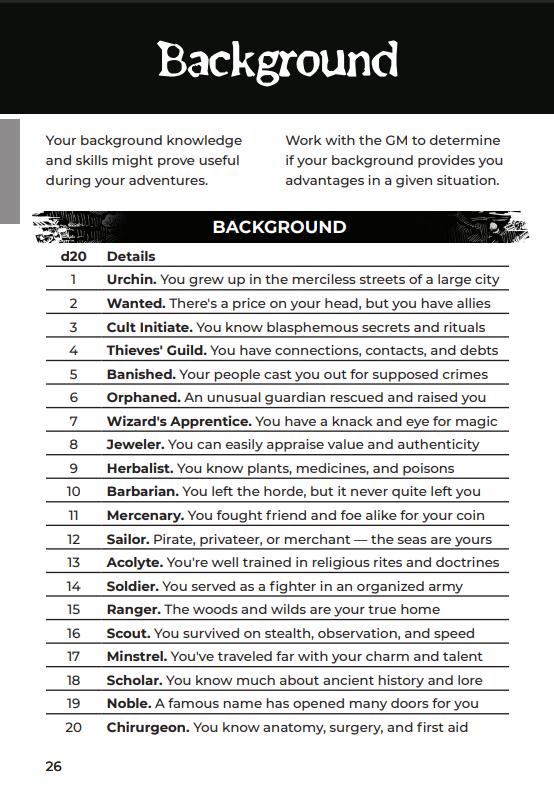 Background
Your background knowledge
and skills might prove useful
during your adventures.
Work with the GM to determine
if your background provides you
advantages in a given situation.
BACKGROUND
d20 Details
1 Urchin. You grew up in the merciless streets of a large city
2 Wanted. There's a price on your head, but you have allies
3 Cult Initiate. You know blasphemous secrets and rituals
4 Thieves' Guild. You have connections, contacts, and debts
5 Banished. Your people cast you out for supposed crimes
6 Orphaned. An unusual guardian rescued and raised you
7 Wizard's Apprentice. You have a knack and eye for magic
8 Jeweler. You can easily appraise value and authenticity
9 Herbalist. You know plants, medicines, and poisons
10 Barbarian. You left the horde, but it never quite left you
11 Mercenary. You fought friend and foe alike for your coin
12 Sailor. Pirate, privateer, or merchant — the seas are yours
13 Acolyte. You're well trained in religious rites and doctrines
14 Soldier. You served as a fighter in an organized army
15 Ranger. The woods and wilds are your true home
16 Scout. You survived on stealth, observation, and speed
17 Minstrel. You've traveled far with your charm and talent
18 Scholar. You know much about ancient history and lore
19 Noble. A famous name has opened many doors for you
20 Chirurgeon. You know anatomy, surgery, and first aid
26